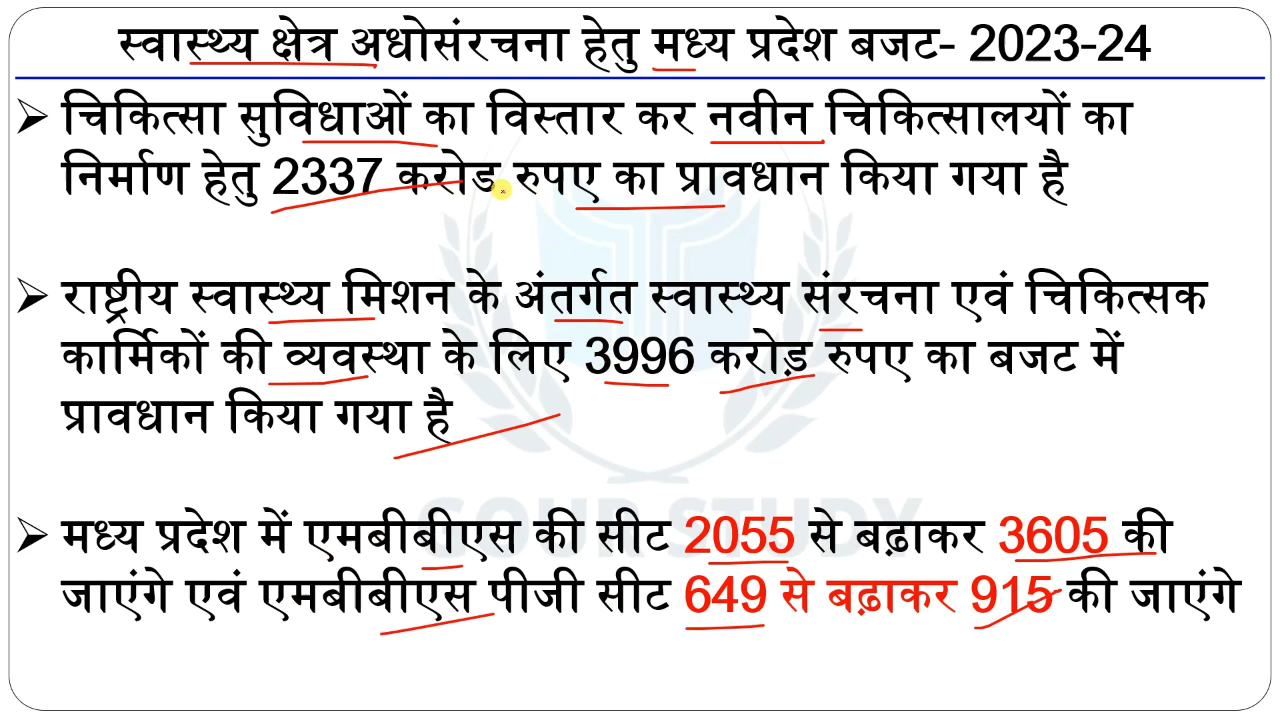 स्वास्थ्य क्षेत्र अधोसंरचना हेतु मध्य प्रदेश बजट- 2023-24
चिकित्सा सुविधाओं का विस्तार कर नवीन चिकित्सालयों का
निर्माण हेतु 2337 करोड रुपए का प्रावधान किया गया है
राष्ट्रीय स्वास्थ्य मिशन के अंतर्गत स्वास्थ्य संरचना एवं चिकित्सक
कार्मिकों की व्यवस्था के लिए 3996 करोड़ रुपए का बजट में
प्रावधान किया गया है
SOUP STUDY
मध्य प्रदेश में एमबीबीएस की सीट 2055 से बढ़ाकर 3605 की
जाएंगे एवं एमबीबीएस पीजी सीट 649 से बढ़ाकर 915 की जाएंगे